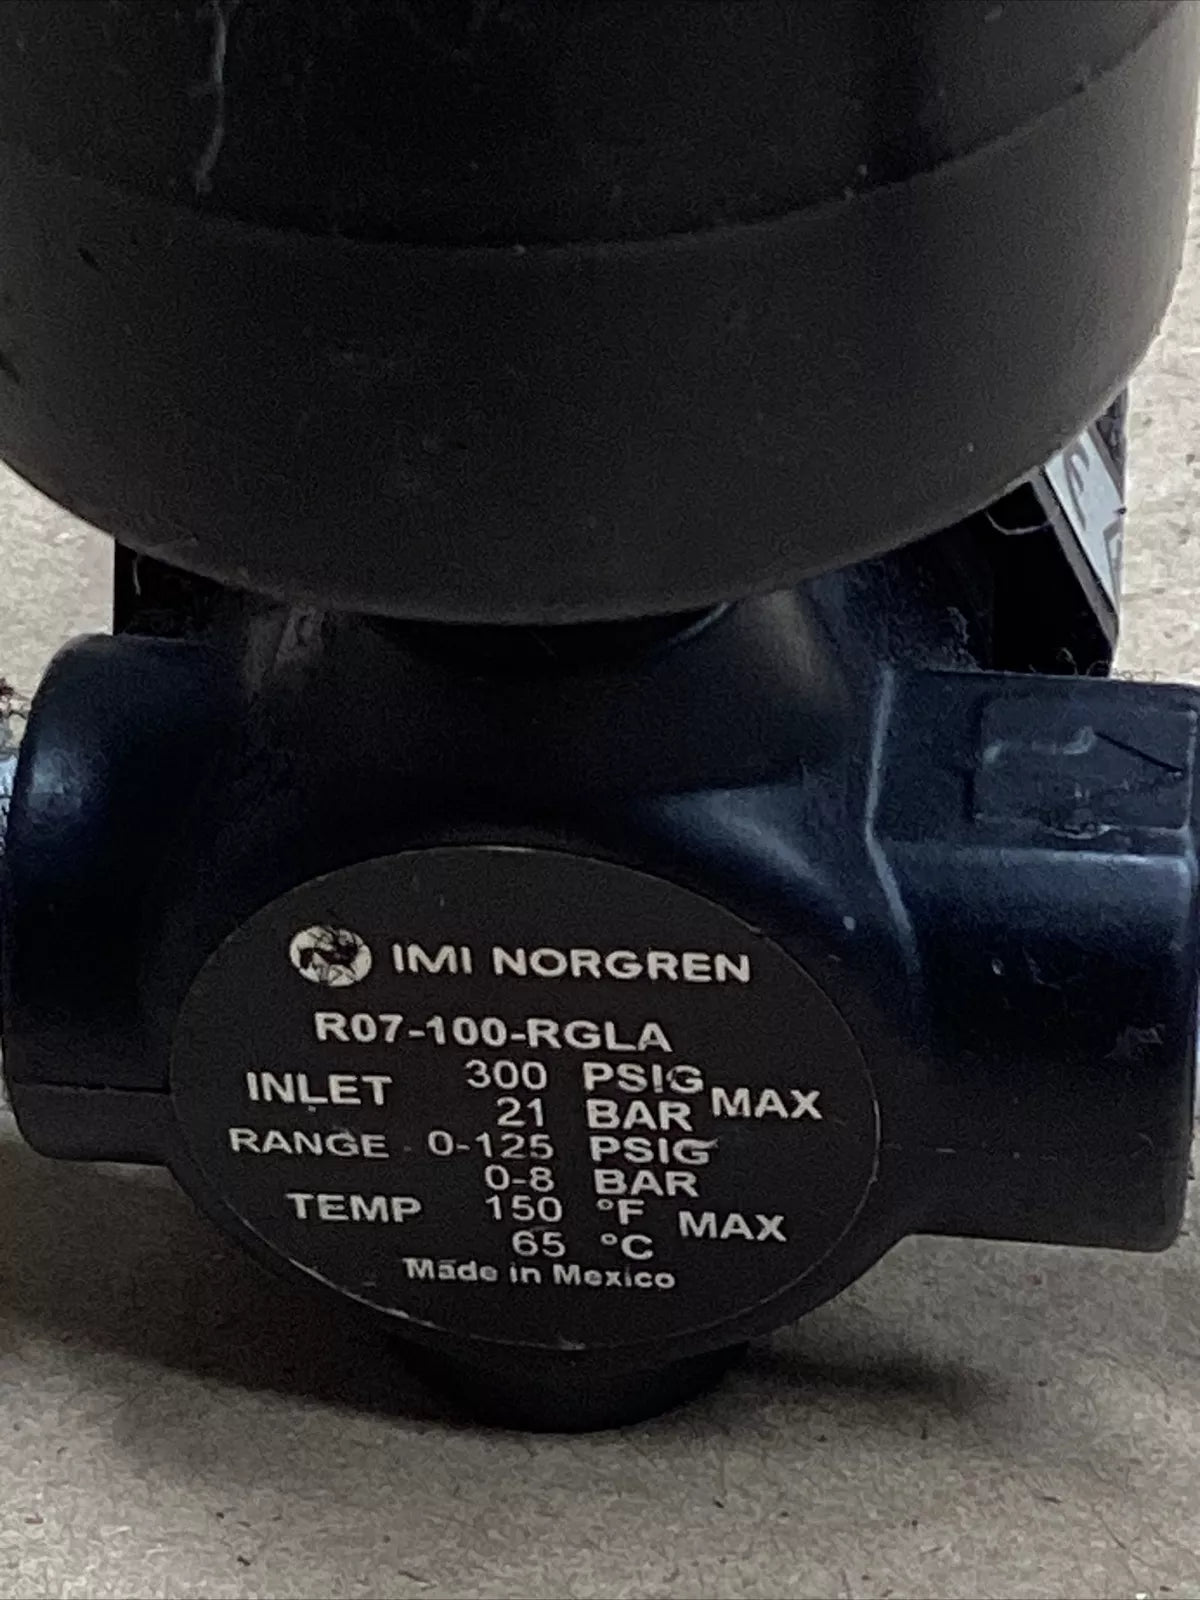 IMI NORGREN
R07-100-RGLA
INLET 300 PSIG MAX
21 BAR
RANGE 0-125 PSIG
0-8 BAR
TEMP 150 °F MAX
65 °C
Made in Mexico